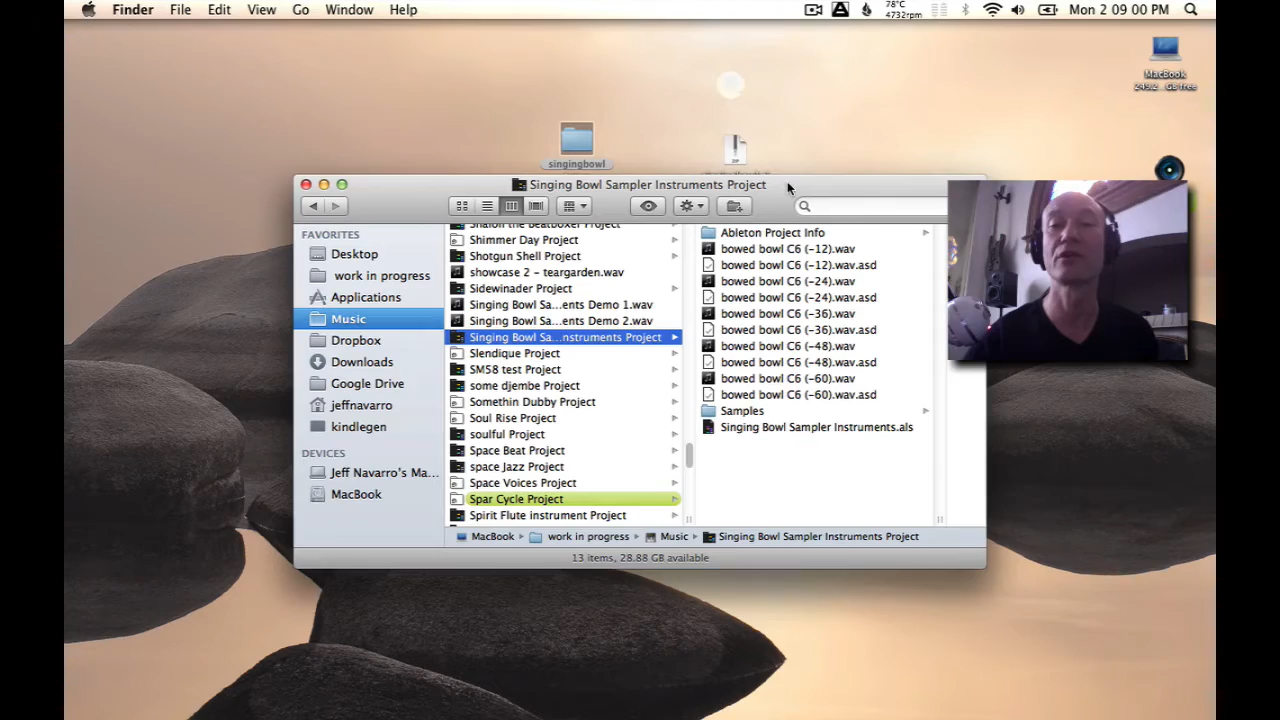 Finder File Edit View Go Window Help
78°C
4732rpm
Mon 2 09:00 PM
MacBook
singingbowl
ZIP
Singing Bowl Sampler Instruments Project
FAVORITES
Desktop
work in progress
Applications
Music
Dropbox
Downloads
Google Drive
jeffnavarro
kindlegen
DEVICES
Jeff Navarro's Ma...
MacBook
Shimmer Day Project
Shotgun Shell Project
showcase 2 - teargarden.wav
Sidewinader Project
Singing Bowl Sa...ents Demo 1.wav
Singing Bowl Sa...ents Demo 2.wav
Singing Bowl Sa...nstruments Project
Slendique Project
SM58 test Project
some djembe Project
Somethin Dubby Project
Soul Rise Project
soulful Project
Space Beat Project
space Jazz Project
Space Voices Project
Spar Cycle Project
Spirit Flute instrument Project
Ableton Project Info
bowed bowl C6 (-12).wav
bowed bowl C6 (-12).wav.asd
bowed bowl C6 (-24).wav
bowed bowl C6 (-24).wav.asd
bowed bowl C6 (-36).wav
bowed bowl C6 (-36).wav.asd
bowed bowl C6 (-48).wav
bowed bowl C6 (-48).wav.asd
bowed bowl C6 (-60).wav
bowed bowl C6 (-60).wav.asd
Samples
Singing Bowl Sampler Instruments.als
MacBook work in progress Music Singing Bowl Sampler Instruments Project
13 items, 28.88 GB available